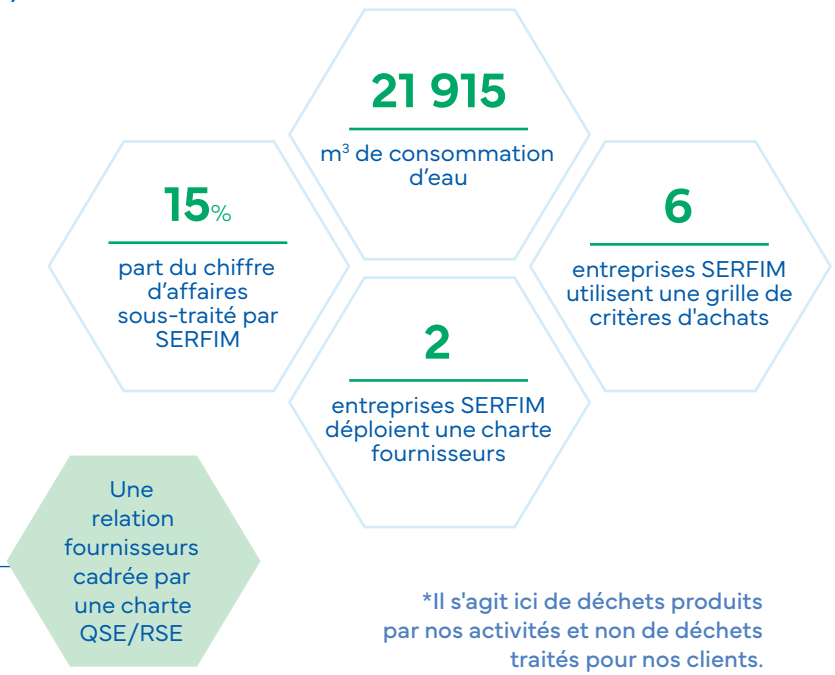 21 915
m³ de consommation
d'eau
15%
part du chiffre
d'affaires
sous-traité par
SERFIM
6
entreprises SERFIM
utilisent une grille de
critères d'achats
2
entreprises SERFIM
déploient une charte
fournisseurs
Une
relation
fournisseurs
cadrée par
une charte
QSE/RSE
*Il s'agit ici de déchets produits
par nos activités et non de déchets
traités pour nos clients.